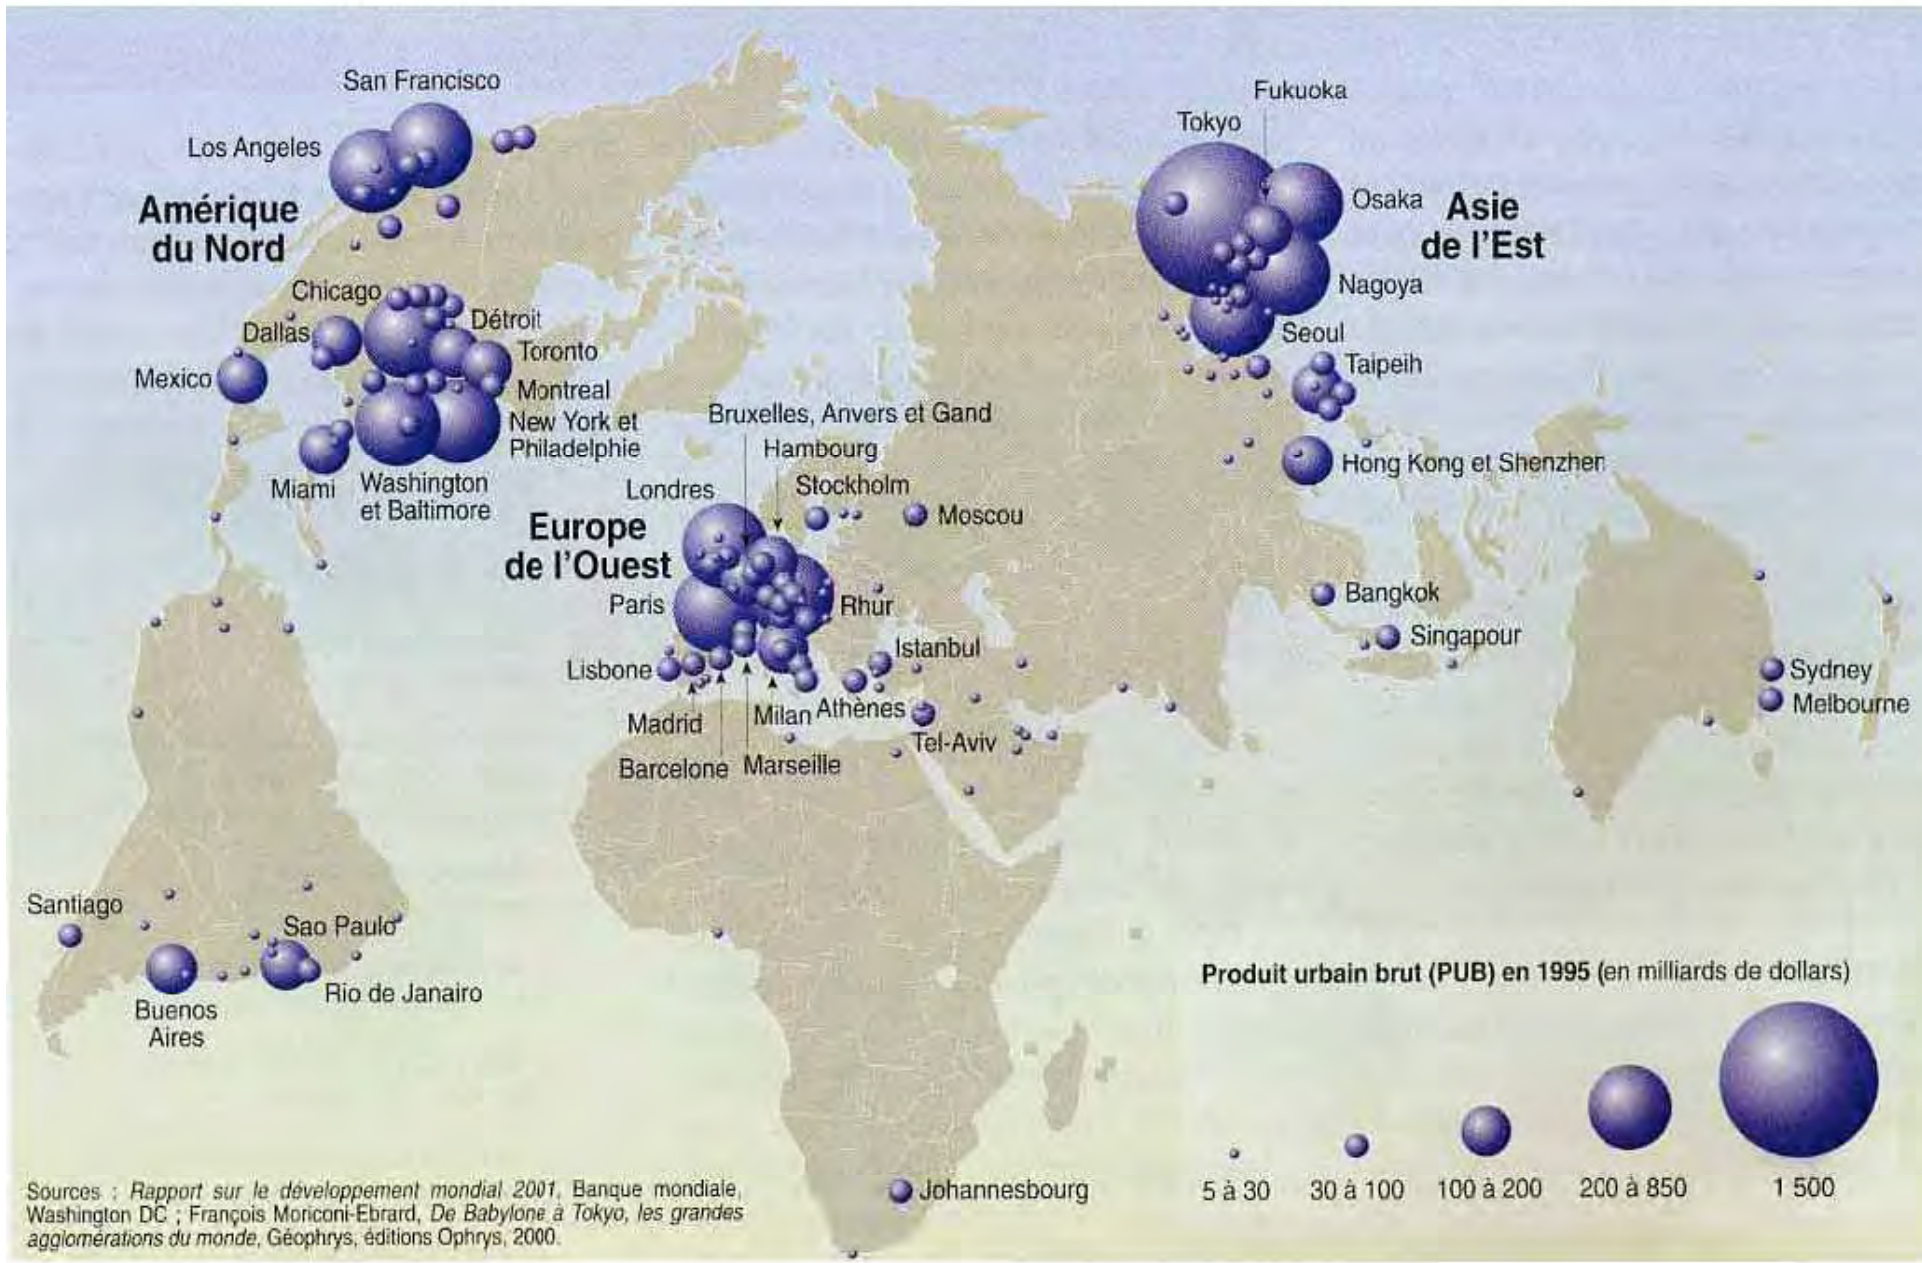 San Francisco
Los Angeles
Amérique
du Nord
Chicago
Dallas
Détroit
Toronto
Mexico
Montreal
New York et
Philadelphie
Miami
Washington
et Baltimore
Bruxelles, Anvers et Gand
Hambourg
Londres
Stockholm
Moscou
Europe
de l'Ouest
Paris
Rhur
Lisbone
Istanbul
Madrid
Milan
Athènes
Tel-Aviv
Barcelone
Marseille
Fukuoka
Tokyo
Osaka
Asie
de l'Est
Nagoya
Seoul
Taipeih
Hong Kong et Shenzhen
Bangkok
Singapour
Sydney
Melbourne
Santiago
Sao Paulo
Rio de Janairo
Buenos
Aires
Johannesbourg
Produit urbain brut (PUB) en 1995 (en milliards de dollars)
5 à 30
30 à 100
100 à 200
200 à 850
1 500
Sources : Rapport sur le développement mondial 2001, Banque mondiale,
Washington DC ; François Moriconi-Ebrard, De Babylone à Tokyo, les grandes
agglomérations du monde, Géophrys, éditions Ophrys, 2000.